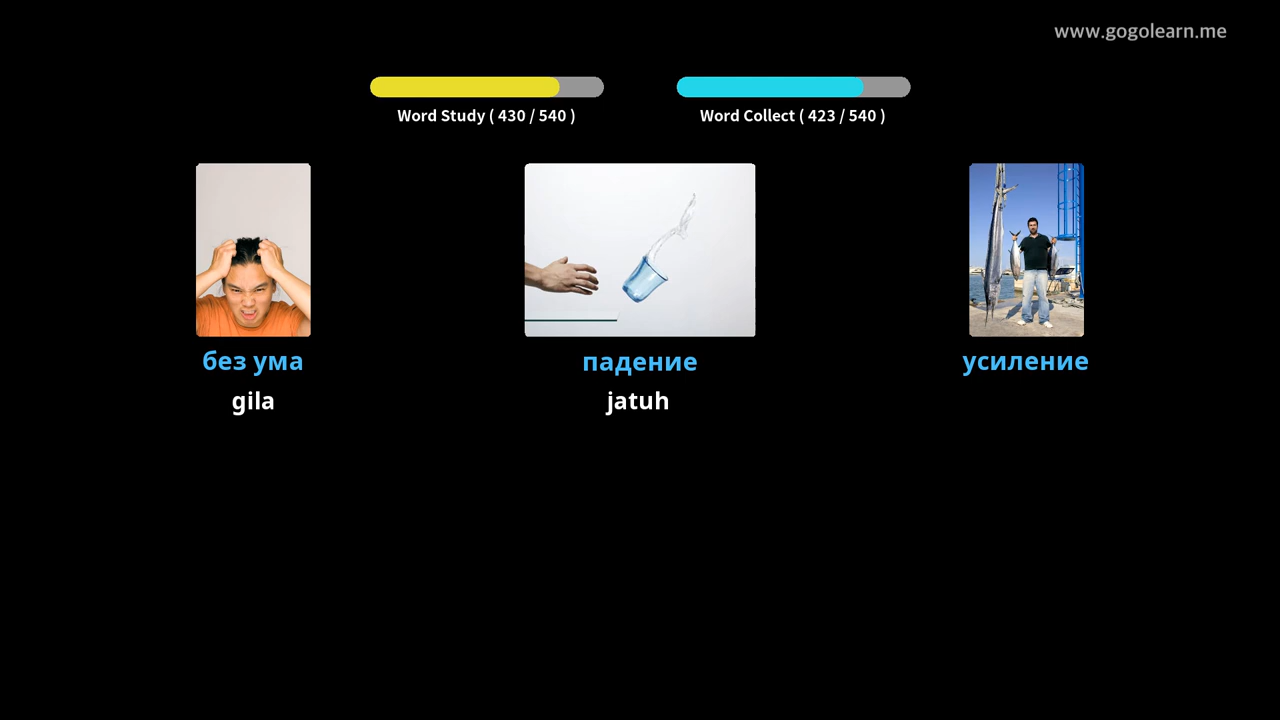 www.gogolearn.me
Word Study ( 430 / 540 )
Word Collect ( 423 / 540 )
без ума
падение
усиление
gila
jatuh